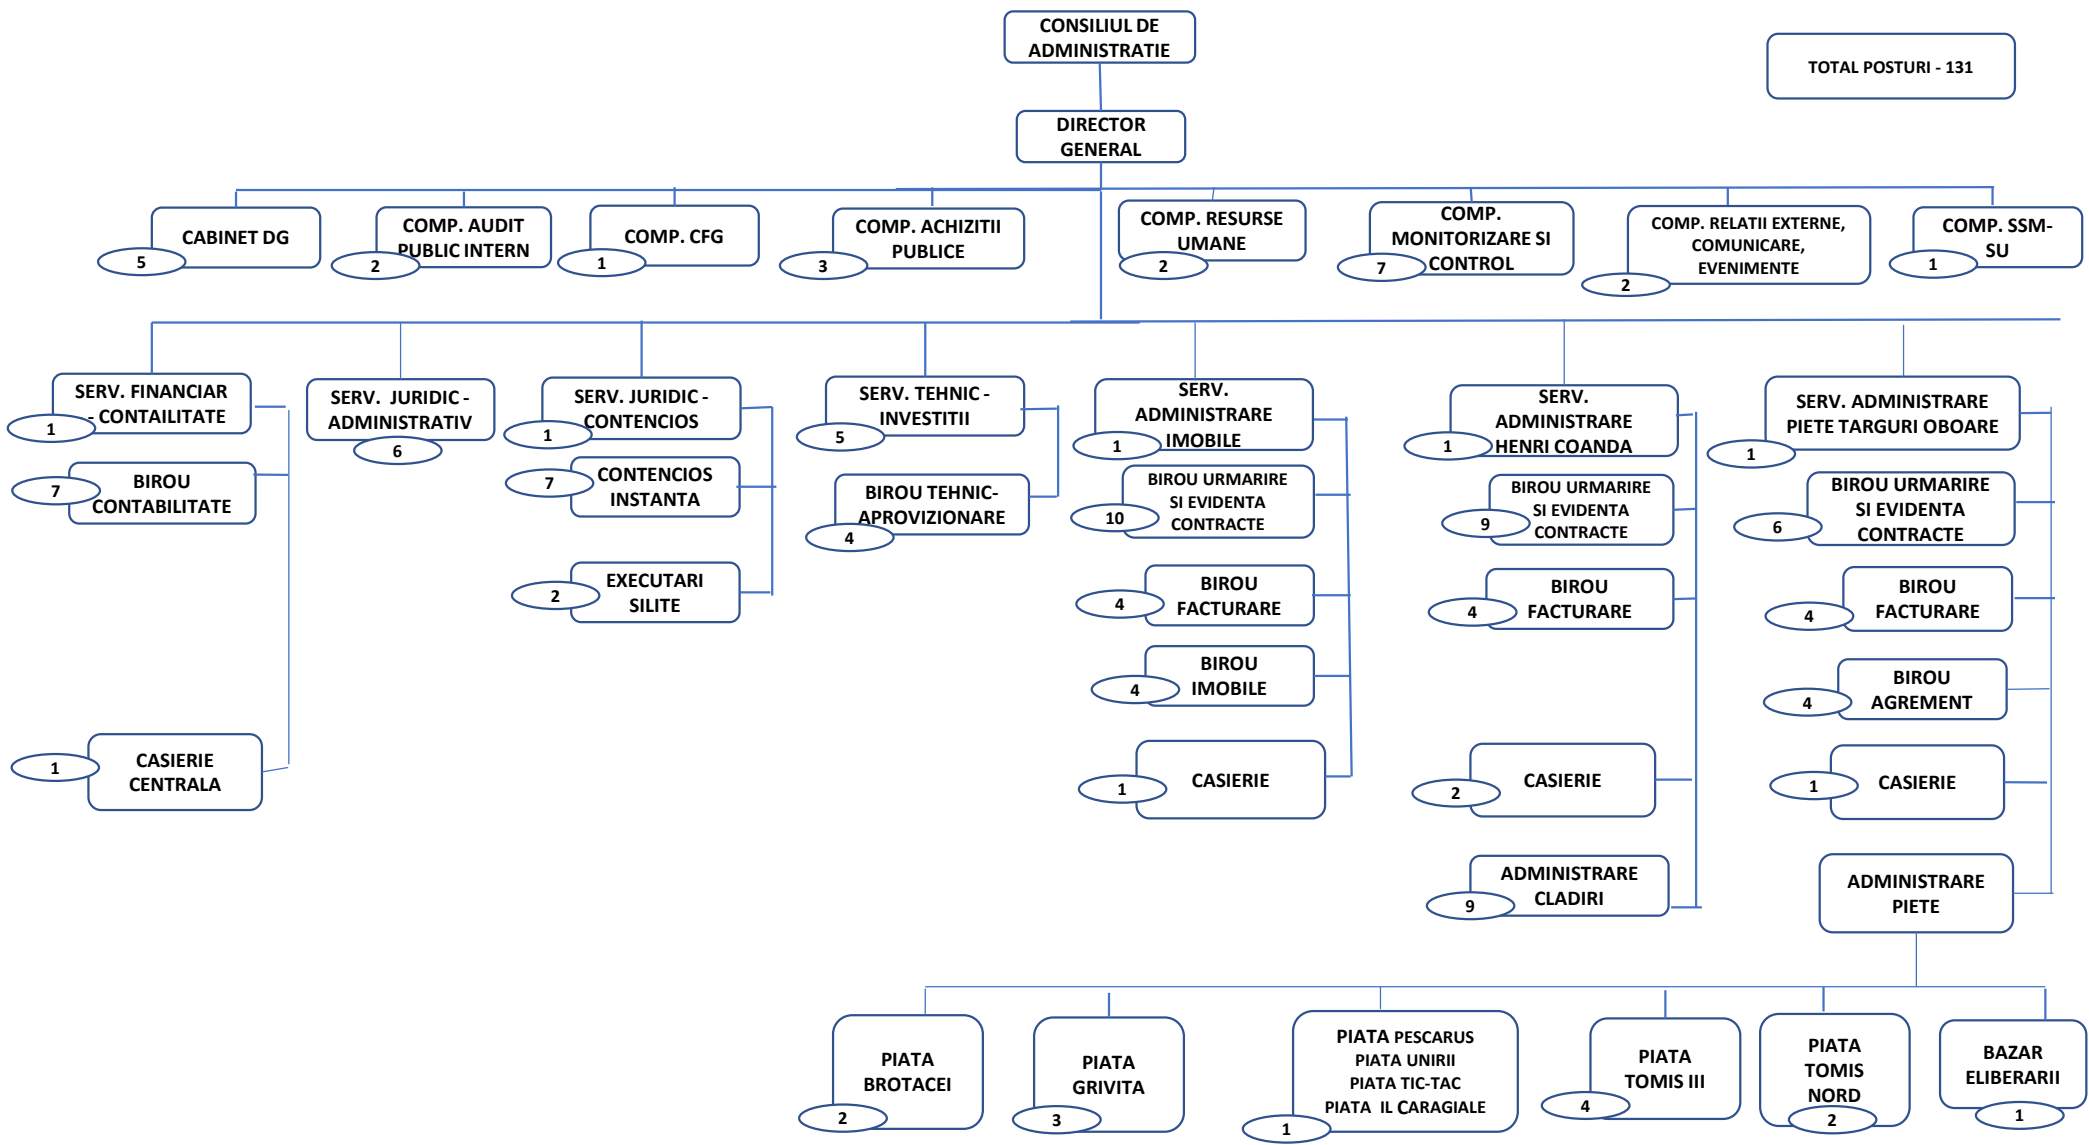 CONSILIUL DE
ADMINISTRATIE
TOTAL POSTURI - 131
DIRECTOR
GENERAL
CABINET DG
5
COMP. AUDIT
PUBLIC INTERN
2
COMP. CFG
1
COMP. ACHIZITII
PUBLICE
3
COMP. RESURSE
UMANE
2
COMP.
MONITORIZARE SI
CONTROL
7
COMP. RELATII EXTERNE,
COMUNICARE,
EVENIMENTE
2
COMP. SSM-
SU
1
SERV. FINANCIAR
- CONTAILITATE
1
BIROU
CONTABILITATE
7
CASIERIE
CENTRALA
1
SERV. JURIDIC -
ADMINISTRATIV
6
SERV. JURIDIC -
CONTENCIOS
1
CONTENCIOS
INSTANTA
7
EXECUTARI
SILITE
2
SERV. TEHNIC -
INVESTITII
5
BIROU TEHNIC-
APROVIZIONARE
4
SERV.
ADMINISTRARE
IMOBILE
1
BIROU URMARIRE
SI EVIDENTA
CONTRACTE
10
BIROU
FACTURARE
4
BIROU
IMOBILE
4
CASIERIE
1
SERV.
ADMINISTRARE
HENRI COANDA
1
BIROU URMARIRE
SI EVIDENTA
CONTRACTE
9
BIROU
FACTURARE
4
CASIERIE
2
ADMINISTRARE
CLADIRI
9
SERV. ADMINISTRARE
PIETE TARGURI OBOARE
1
BIROU URMARIRE
SI EVIDENTA
CONTRACTE
6
BIROU
FACTURARE
4
BIROU
AGREMENT
4
CASIERIE
1
ADMINISTRARE
PIETE
PIATA
BROTACEI
2
PIATA
GRIVITA
3
PIATA PESCARUS
PIATA UNIRII
PIATA TIC-TAC
PIATA IL CARAGIALE
1
PIATA
TOMIS III
4
PIATA
TOMIS
NORD
2
BAZAR
ELIBERARII
1